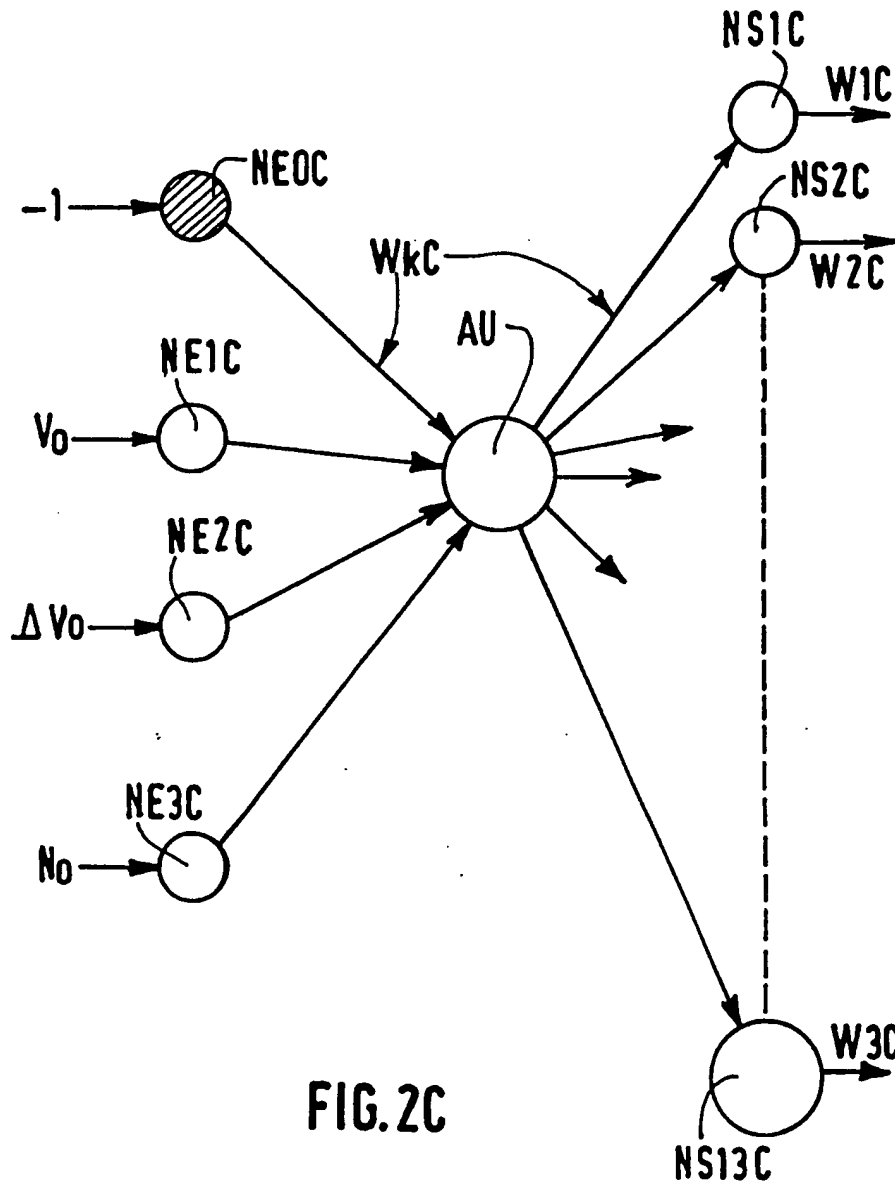 NS1C
W1C
NE0C
-1
NS2C
W2C
WkC
AU
NE1C
V0
NE2C
ΔV0
NE3C
N0
W3C
NS13C
FIG. 2C